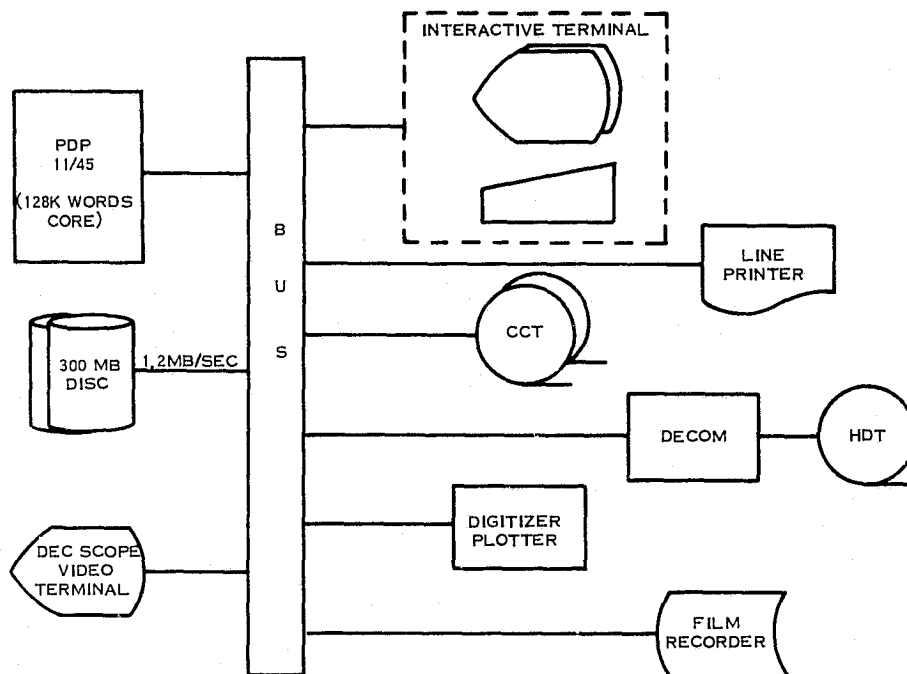 INTERACTIVE TERMINAL
PDP
11/45
(128K WORDS
CORE)
B
U
S
LINE
PRINTER
CCT
300 MB
DISC
1,2MB/SEC
DECOM
HDT
DIGITIZER
PLOTTER
DEC SCOPE
VIDEO
TERMINAL
FILM
RECORDER